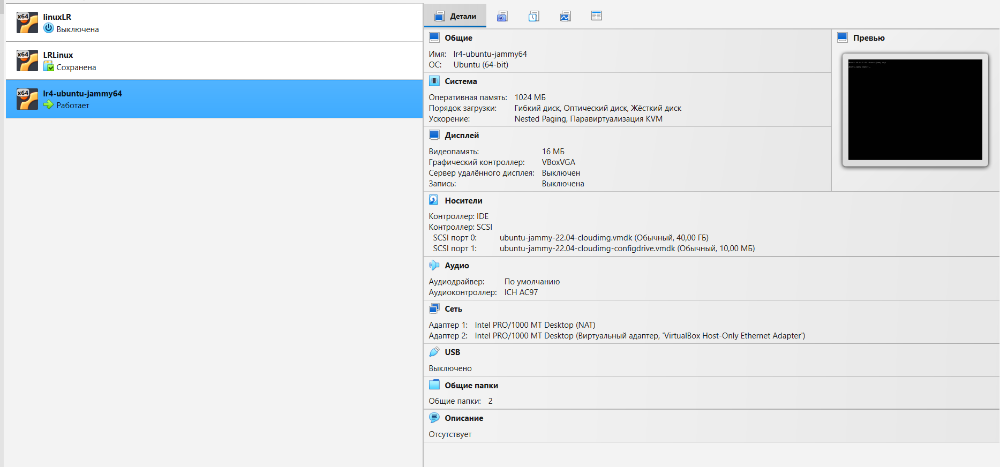 x64
linuxLR
Выключена
x64
LRLinux
Сохранена
x64
lr4-ubuntu-jammy64
Работает
Детали
Общие
Имя: lr4-ubuntu-jammy64
ОС: Ubuntu (64-bit)
Превью
Система
Оперативная память: 1024 МБ
Порядок загрузки: Гибкий диск, Оптический диск, Жёсткий диск
Ускорение: Nested Paging, Паравиртуализация KVM
Дисплей
Видеопамять: 16 МБ
Графический контроллер: VBoxVGA
Сервер удалённого дисплея: Выключен
Запись: Выключена
Носители
Контроллер: IDE
Контроллер: SCSI
SCSI порт 0: ubuntu-jammy-22.04-cloudimg.vmdk (Обычный, 40,00 ГБ)
SCSI порт 1: ubuntu-jammy-22.04-cloudimg-configdrive.vmdk (Обычный, 10,00 МБ)
Аудио
Аудиодрайвер: По умолчанию
Аудиоконтроллер: ICH AC97
Сеть
Адаптер 1: Intel PRO/1000 MT Desktop (NAT)
Адаптер 2: Intel PRO/1000 MT Desktop (Виртуальный адаптер, 'VirtualBox Host-Only Ethernet Adapter')
USB
Выключено
Общие папки
Общие папки: 2
Описание
Отсутствует